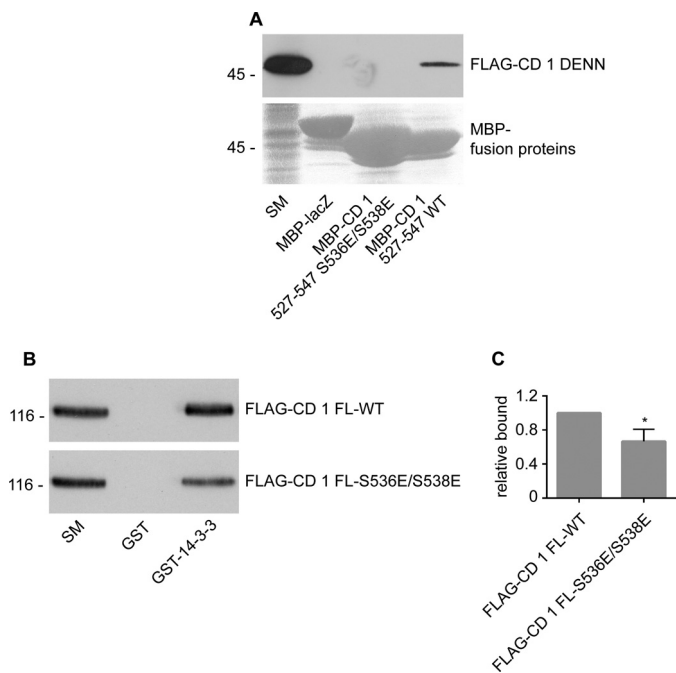 A
45 -
FLAG-CD 1 DENN
45 -
MBP-
fusion proteins
SM
MBP-lacZ
MBP-CD 1
527-547 S536E/S538E
MBP-CD 1
527-547 WT
B
116 -
FLAG-CD 1 FL-WT
116 -
FLAG-CD 1 FL-S536E/S538E
SM
GST
GST-14-3-3
C
relative bound
1.2
0.8
0.4
0
*
FLAG-CD 1 FL-WT
FLAG-CD 1 FL-S536E/S538E